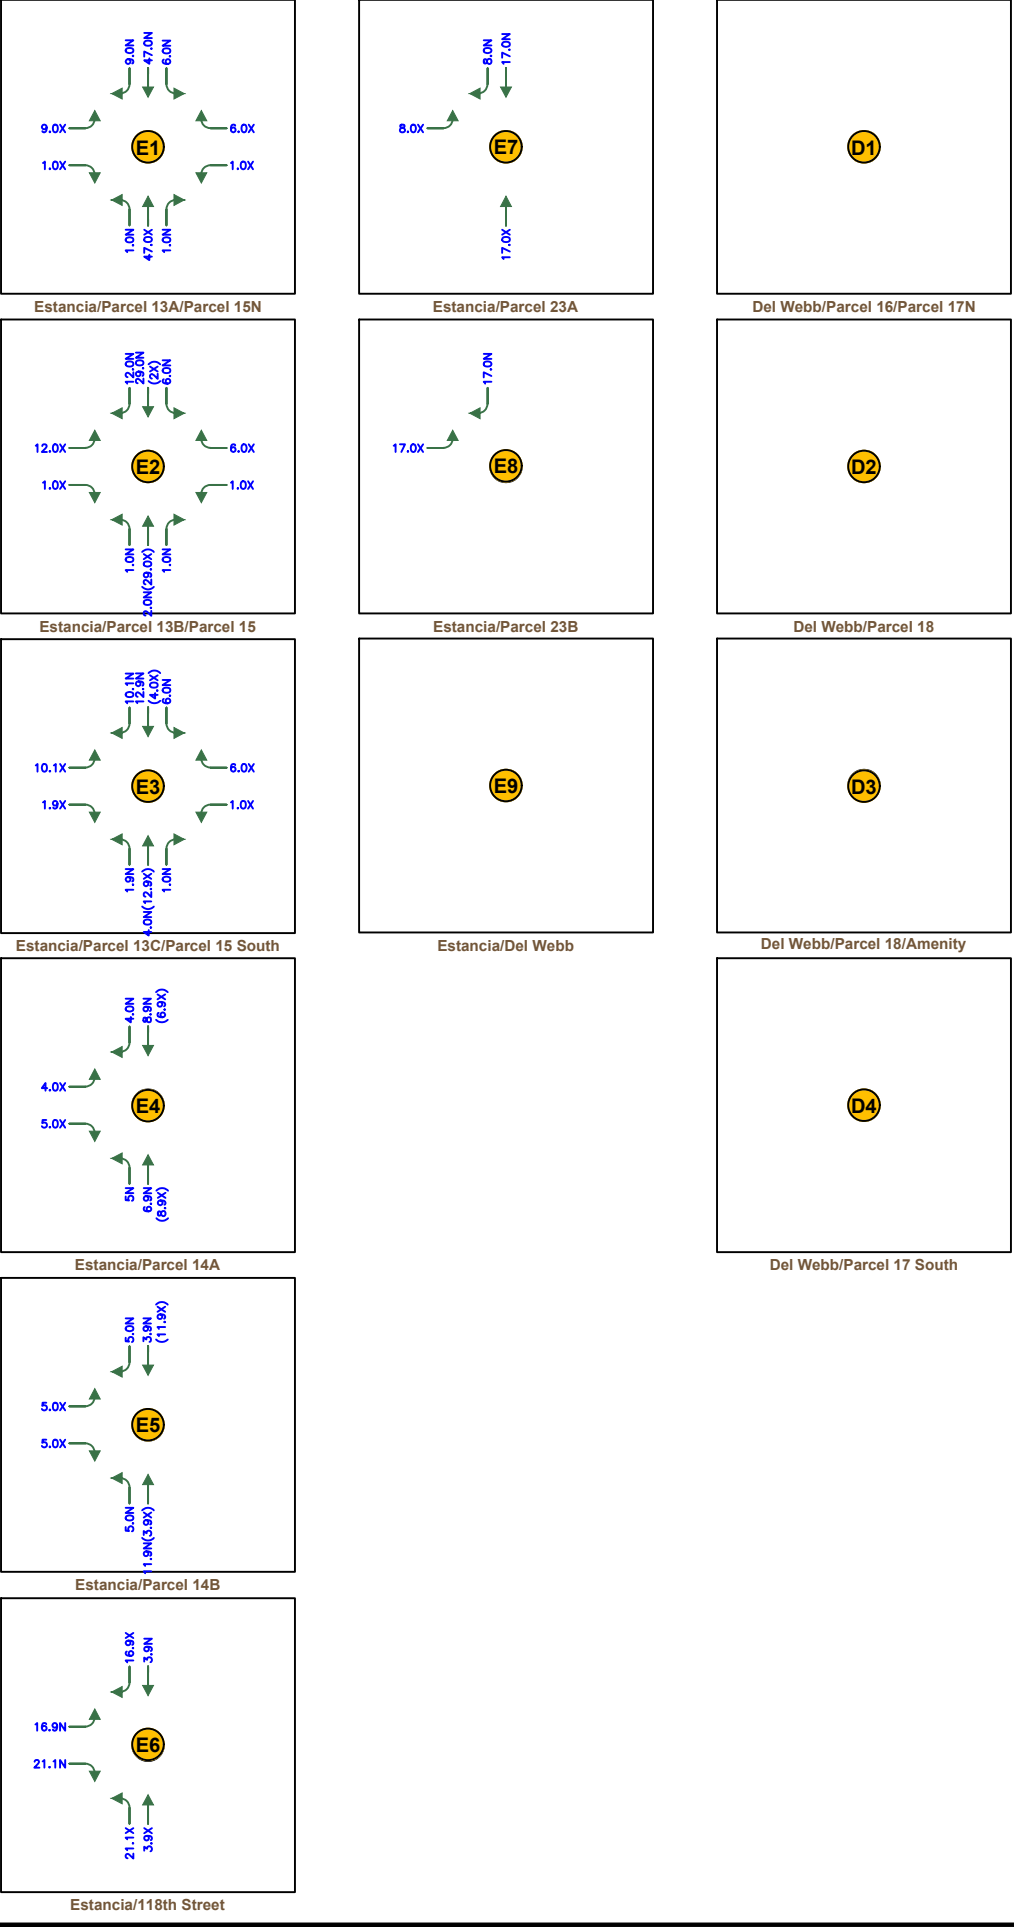 9.0N
47.0N
6.0N
9.0X
1.0X
E1
6.0X
1.0X
1.0N
47.0X
1.0N
Estancia/Parcel 13A/Parcel 15N
8.0N
17.0N
8.0X
E7
17.0X
Estancia/Parcel 23A
D1
Del Webb/Parcel 16/Parcel 17N
12.0N
29.0N
(2X)
6.0N
12.0X
1.0X
E2
6.0X
1.0X
1.0N
2.0N(29.0X)
1.0N
Estancia/Parcel 13B/Parcel 15
17.0N
17.0X
E8
Estancia/Parcel 23B
D2
Del Webb/Parcel 18
10.1N
12.9N
(4.0X)
6.0N
10.1X
1.9X
E3
6.0X
1.0X
1.9N
4.0N(12.9X)
1.0N
Estancia/Parcel 13C/Parcel 15 South
E9
Estancia/Del Webb
D3
Del Webb/Parcel 18/Amenity
4.0N
8.9N
(6.9X)
4.0X
5.0X
E4
5N
6.9N
(8.9X)
Estancia/Parcel 14A
D4
Del Webb/Parcel 17 South
5.0N
3.9N
(11.9X)
5.0X
5.0X
E5
5.0N
11.9N(3.9X)
Estancia/Parcel 14B
16.9X
3.9N
16.9N
21.1N
E6
21.1X
3.9X
Estancia/118th Street